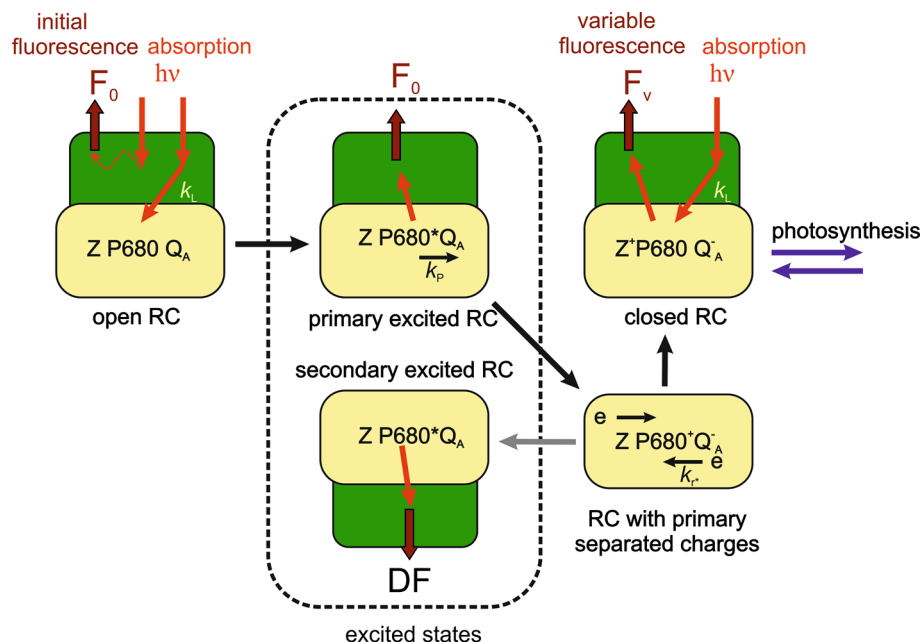 initial
fluorescence
absorption
hν
F0
kL
Z P680 QA
open RC
F0
Z P680*QA
kP
primary excited RC
secondary excited RC
Z P680*QA
DF
excited states
variable
fluorescence
absorption
hν
Fv
kL
Z+P680 Q-A
closed RC
photosynthesis
e
Z P680+Q-A
e
kr*
RC with primary
separated charges